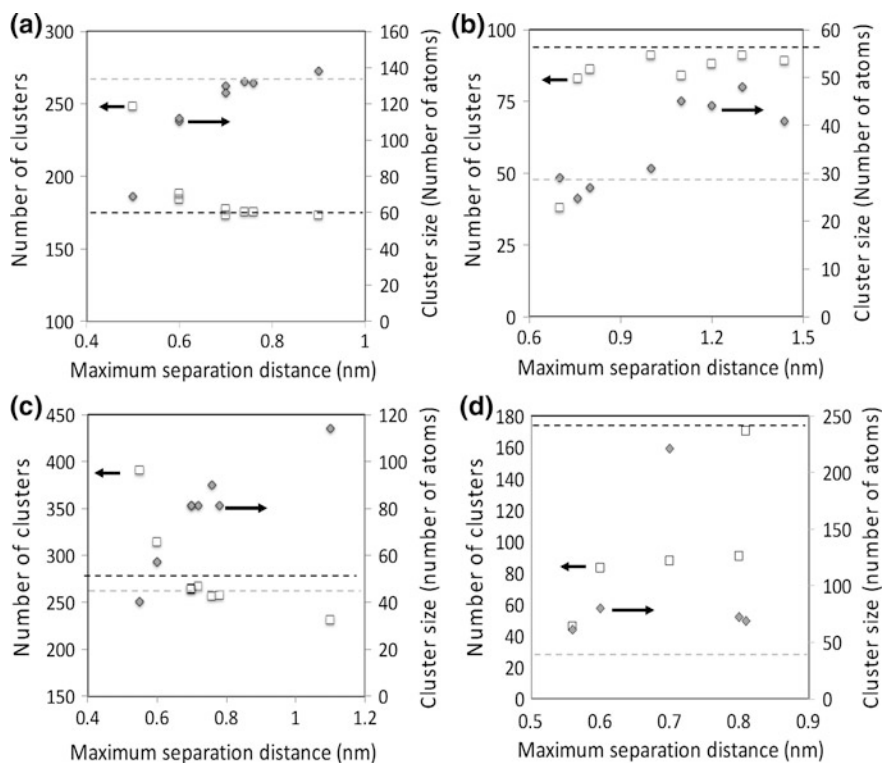 (a)
300
250
200
150
100
160
140
120
100
80
60
40
20
0
0.4 0.6 0.8 1
Number of clusters
Cluster size (Number of atoms)
Maximum separation distance (nm)
(b)
100
75
50
25
0
60
50
40
30
20
10
0
0.6 0.9 1.2 1.5
Number of clusters
Cluster size (Number of atoms)
Maximum separation distance (nm)
(c)
450
400
350
300
250
200
150
120
100
80
60
40
20
0
0.4 0.6 0.8 1 1.2
Number of clusters
Cluster size (number of atoms)
Maximum separation distance (nm)
(d)
180
160
140
120
100
80
60
40
20
0
250
200
150
100
50
0
0.5 0.6 0.7 0.8 0.9
Number of clusters
Cluster size (number of atoms)
Maximum separation distance (nm)